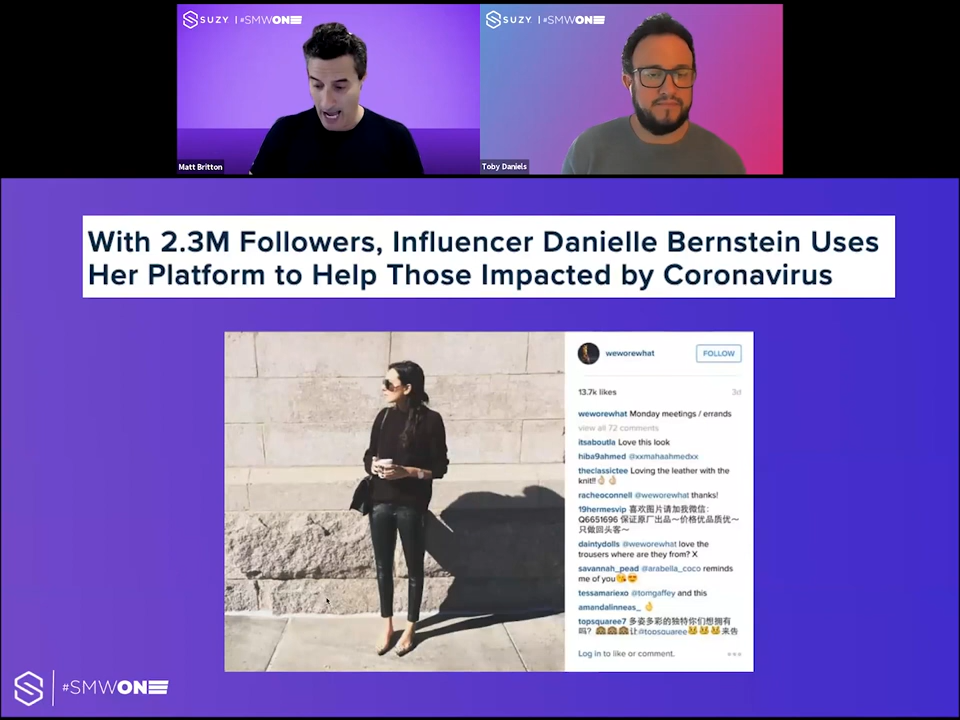 SUZY | #SMWONE
SUZY | #SMWONE
Matt Britton
Toby Daniels
With 2.3M Followers, Influencer Danielle Bernstein Uses
Her Platform to Help Those Impacted by Coronavirus
weworewhat
FOLLOW
13.7k likes
3d
weworewhat Monday meetings / errands
view all 72 comments
itsaboutla Love this look
hiba9ahmed @xxmahaahmedxx
theclassictee Loving the leather with the
knit!!👌👌
racheoconnell @weworewhat thanks!
19hermesvip 喜欢图片请加我微信:
Q6651696 保证原厂出品～价格优品质优～
只做回头客～
daintydolls @weworewhat love the
trousers where are they from? X
savannah_pead @arabella_coco reminds
me of you😘😍
tessamariexo @tomgaffey and this
amandalinneas_ 👌
topsquaree7 多姿多彩的独特你们想拥有
吗? 🙈🙈🙈让@topsquaree😼😼😼来告
Log in to like or comment.
#SMWONE